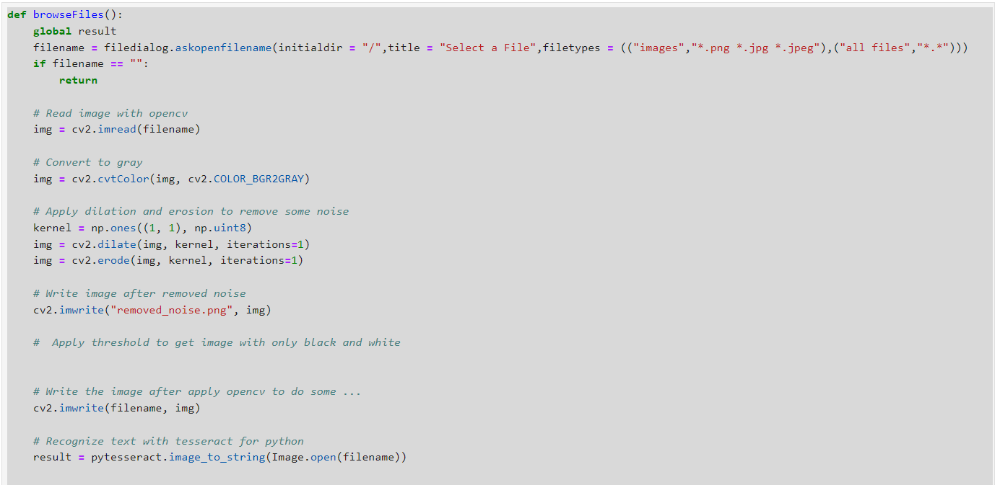 def browseFiles():
    global result
    filename = filedialog.askopenfilename(initialdir = "/",title = "Select a File",filetypes = (("images","*.png *.jpg *.jpeg"),("all files","*.*")))
    if filename == "":
        return
    # Read image with opencv
    img = cv2.imread(filename)
    # Convert to gray
    img = cv2.cvtColor(img, cv2.COLOR_BGR2GRAY)
    # Apply dilation and erosion to remove some noise
    kernel = np.ones((1, 1), np.uint8)
    img = cv2.dilate(img, kernel, iterations=1)
    img = cv2.erode(img, kernel, iterations=1)
    # Write image after removed noise
    cv2.imwrite("removed_noise.png", img)
    #  Apply threshold to get image with only black and white
    # Write the image after apply opencv to do some ...
    cv2.imwrite(filename, img)
    # Recognize text with tesseract for python
    result = pytesseract.image_to_string(Image.open(filename))